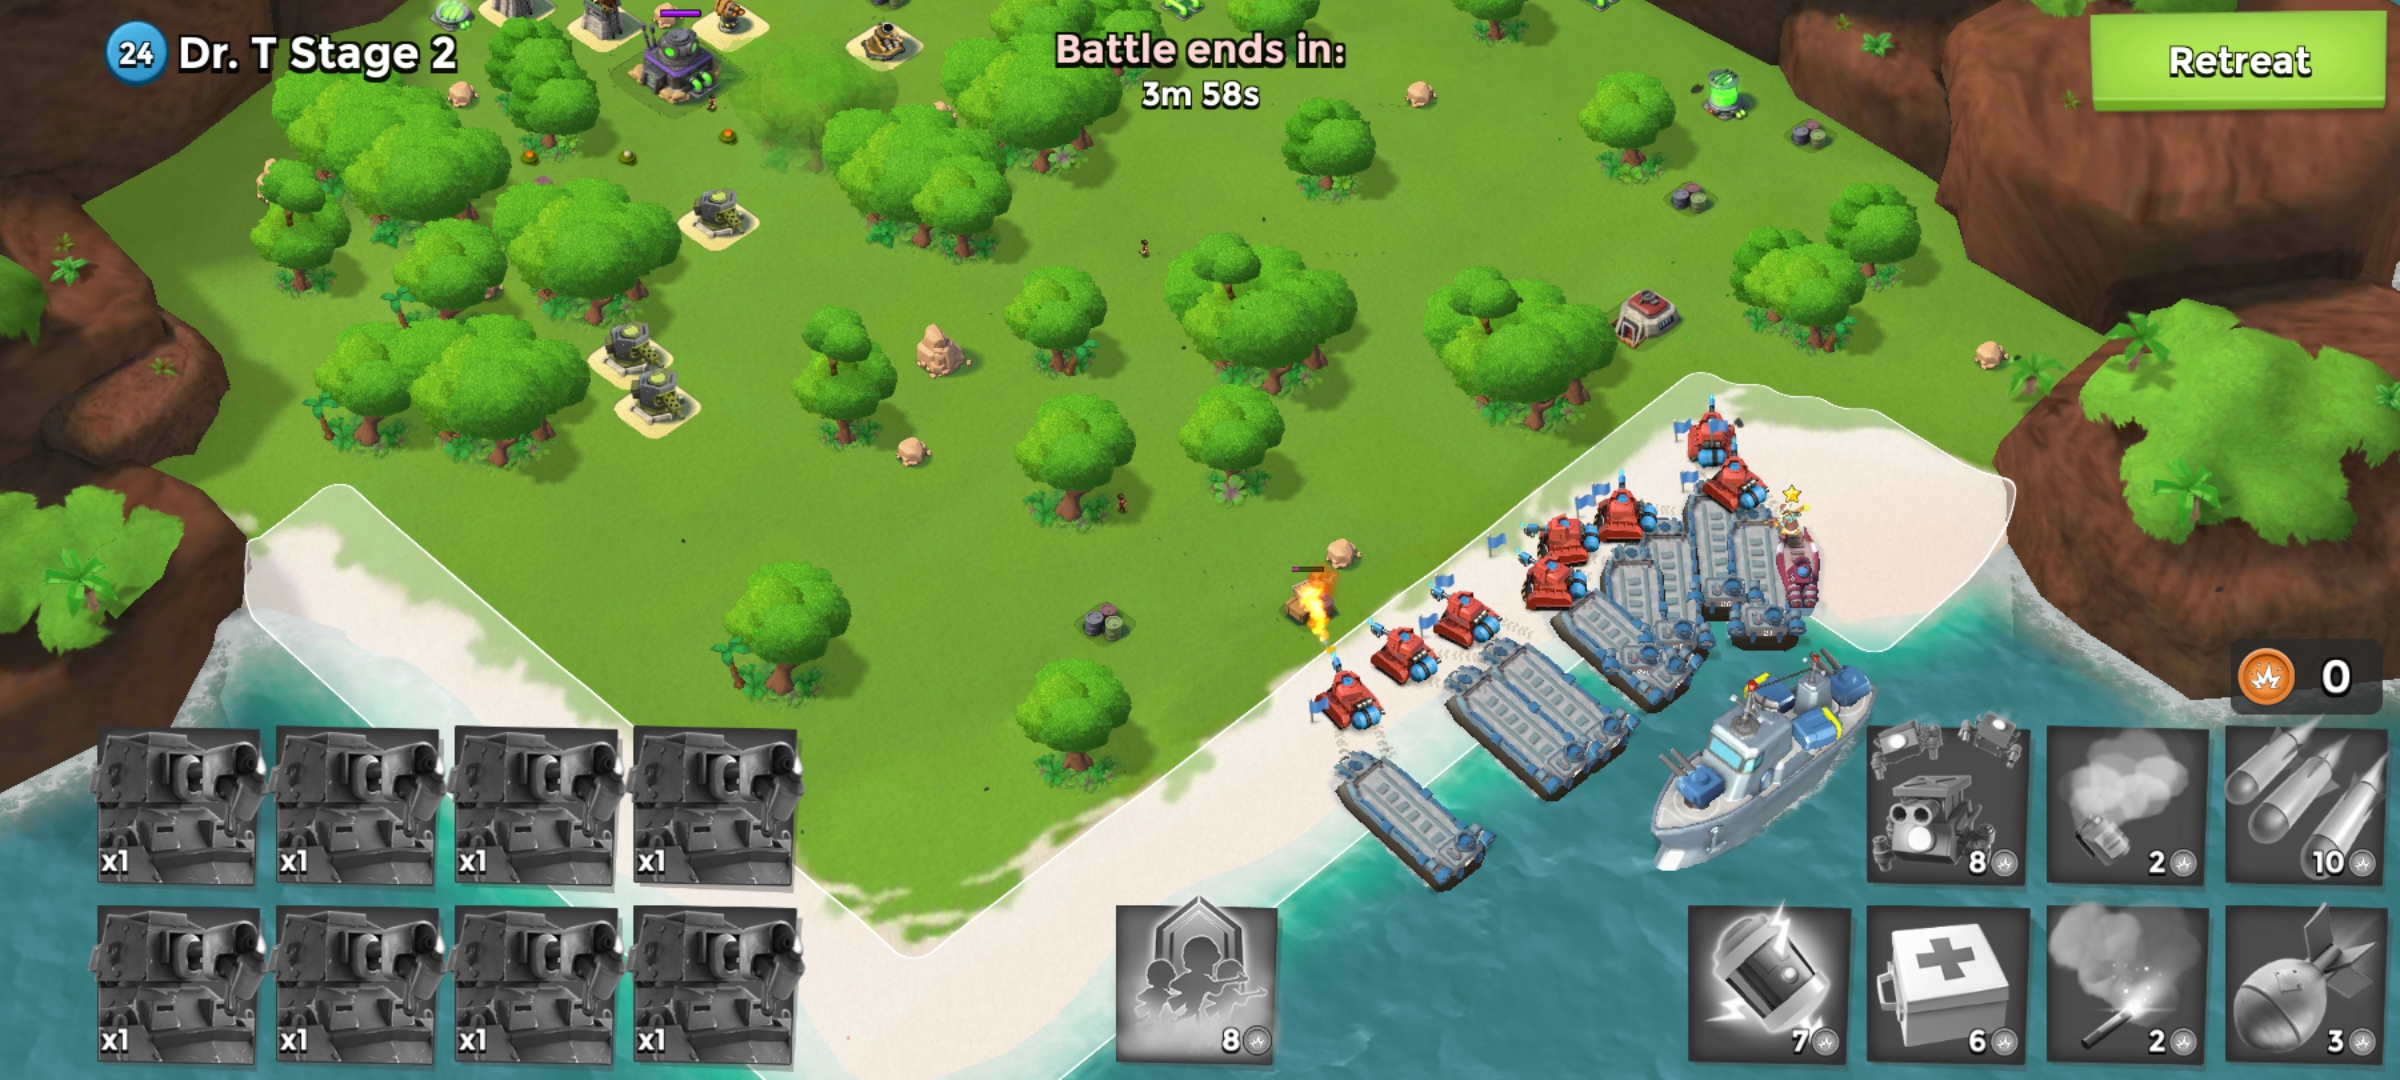 24 Dr. T Stage 2
Battle ends in:
3m 58s
Retreat
0
x1 x1 x1 x1
8 2 10
x1 x1 x1 x1
8
7 6 2 3